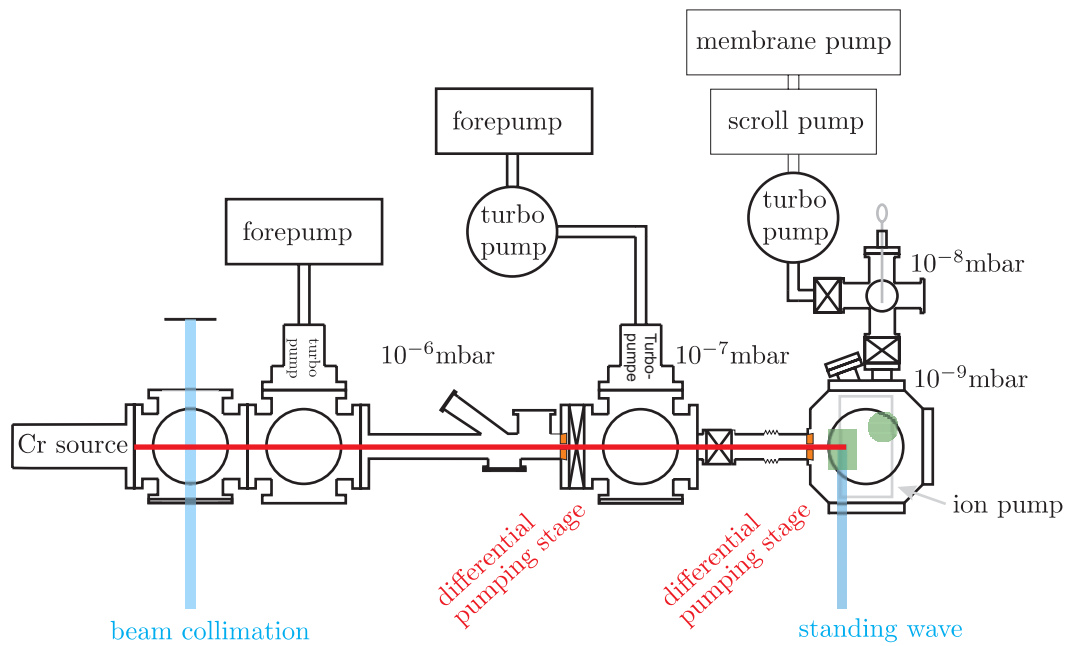 membrane pump
scroll pump
forepump
turbo
pump
turbo
pump
forepump
10⁻⁸mbar
turbo
pump
10⁻⁶mbar
Turbo-
pumpe
10⁻⁷mbar
10⁻⁹mbar
Cr source
ion pump
differential
pumping stage
differential
pumping stage
beam collimation
standing wave